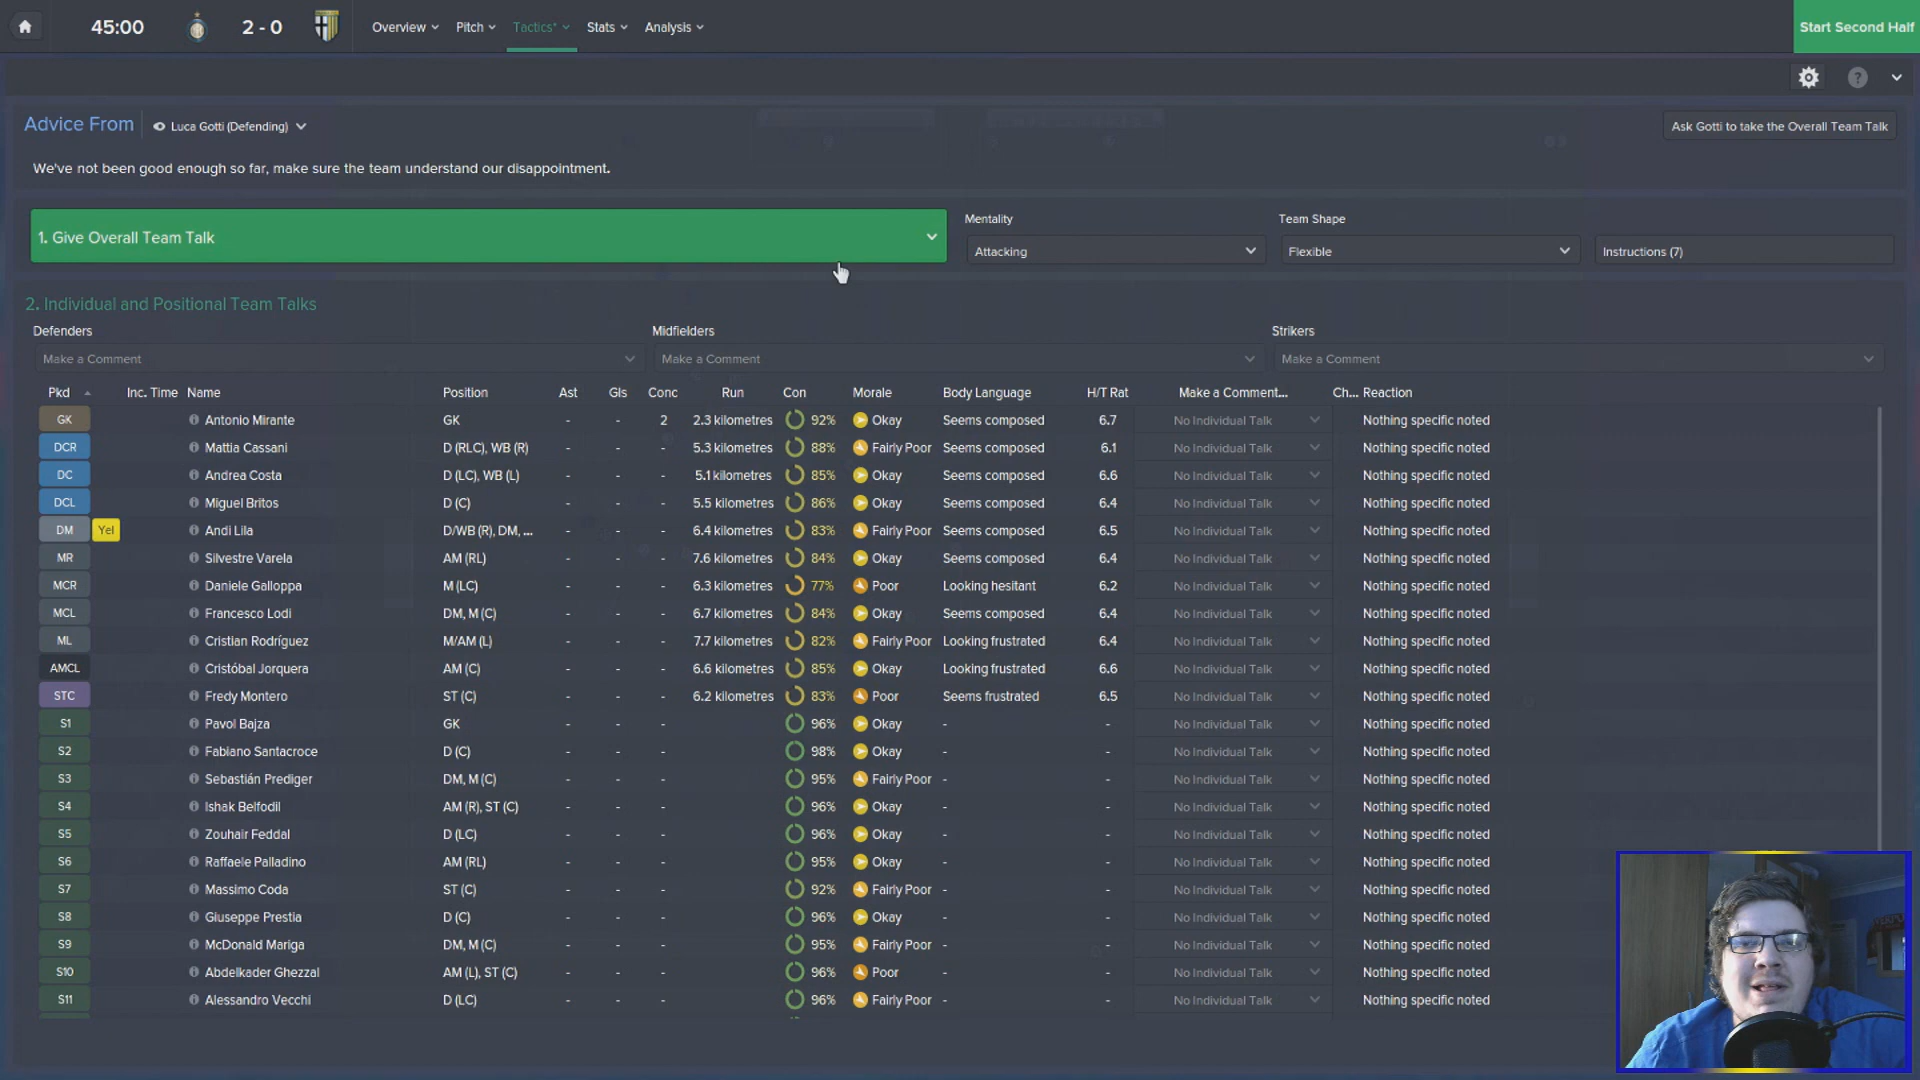 45:00 2 - 0 Overview Pitch Tactics* Stats Analysis Start Second Half
?
Advice From Luca Gotti (Defending) Ask Gotti to take the Overall Team Talk
We've not been good enough so far, make sure the team understand our disappointment.
1. Give Overall Team Talk
Mentality Team Shape
Attacking Flexible Instructions (7)
2. Individual and Positional Team Talks
Defenders Midfielders Strikers
Make a Comment Make a Comment Make a Comment
Pkd Inc. Time Name Position Ast Gls Conc Run Con Morale Body Language H/T Rat Make a Comment... Ch... Reaction
GK Antonio Mirante GK - - 2 2.3 kilometres 92% Okay Seems composed 6.7 No Individual Talk Nothing specific noted
DCR Mattia Cassani D (RLC), WB (R) - - - 5.3 kilometres 88% Fairly Poor Seems composed 6.1 No Individual Talk Nothing specific noted
DC Andrea Costa D (LC), WB (L) - - - 5.1 kilometres 85% Okay Seems composed 6.6 No Individual Talk Nothing specific noted
DCL Miguel Britos D (C) - - - 5.5 kilometres 86% Okay Seems composed 6.4 No Individual Talk Nothing specific noted
DM Yel Andi Lila D/WB (R), DM, ... - - - 6.4 kilometres 83% Fairly Poor Seems composed 6.5 No Individual Talk Nothing specific noted
MR Silvestre Varela AM (RL) - - - 7.6 kilometres 84% Okay Seems composed 6.4 No Individual Talk Nothing specific noted
MCR Daniele Galloppa M (LC) - - - 6.3 kilometres 77% Poor Looking hesitant 6.2 No Individual Talk Nothing specific noted
MCL Francesco Lodi DM, M (C) - - - 6.7 kilometres 84% Okay Seems composed 6.4 No Individual Talk Nothing specific noted
ML Cristian Rodríguez M/AM (L) - - - 7.7 kilometres 82% Fairly Poor Looking frustrated 6.4 No Individual Talk Nothing specific noted
AMCL Cristóbal Jorquera AM (C) - - - 6.6 kilometres 85% Okay Looking frustrated 6.6 No Individual Talk Nothing specific noted
STC Fredy Montero ST (C) - - - 6.2 kilometres 83% Poor Seems frustrated 6.5 No Individual Talk Nothing specific noted
S1 Pavol Bajza GK - - - 96% Okay - - No Individual Talk Nothing specific noted
S2 Fabiano Santacroce D (C) - - - 98% Okay - - No Individual Talk Nothing specific noted
S3 Sebastián Prediger DM, M (C) - - - 95% Fairly Poor - - No Individual Talk Nothing specific noted
S4 Ishak Belfodil AM (R), ST (C) - - - 96% Okay - - No Individual Talk Nothing specific noted
S5 Zouhair Feddal D (LC) - - - 96% Okay - - No Individual Talk Nothing specific noted
S6 Raffaele Palladino AM (RL) - - - 95% Okay - - No Individual Talk Nothing specific noted
S7 Massimo Coda ST (C) - - - 92% Fairly Poor - - No Individual Talk Nothing specific noted
S8 Giuseppe Prestia D (C) - - - 96% Okay - - No Individual Talk Nothing specific noted
S9 McDonald Mariga DM, M (C) - - - 95% Fairly Poor - - No Individual Talk Nothing specific noted
S10 Abdelkader Ghezzal AM (L), ST (C) - - - 96% Poor - - No Individual Talk Nothing specific noted
S11 Alessandro Vecchi D (LC) - - - 96% Fairly Poor - - No Individual Talk Nothing specific noted